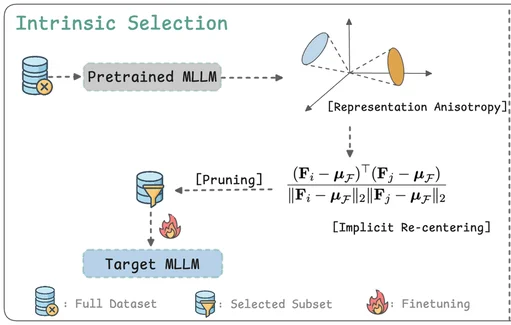 Intrinsic Selection
Pretrained MLLM
[Representation Anisotropy]
[Pruning]
(F_i − μ_F)^⊤(F_j − μ_F)
‖F_i − μ_F‖_2‖F_j − μ_F‖_2
[Implicit Re-centering]
Target MLLM
: Full Dataset : Selected Subset : Finetuning